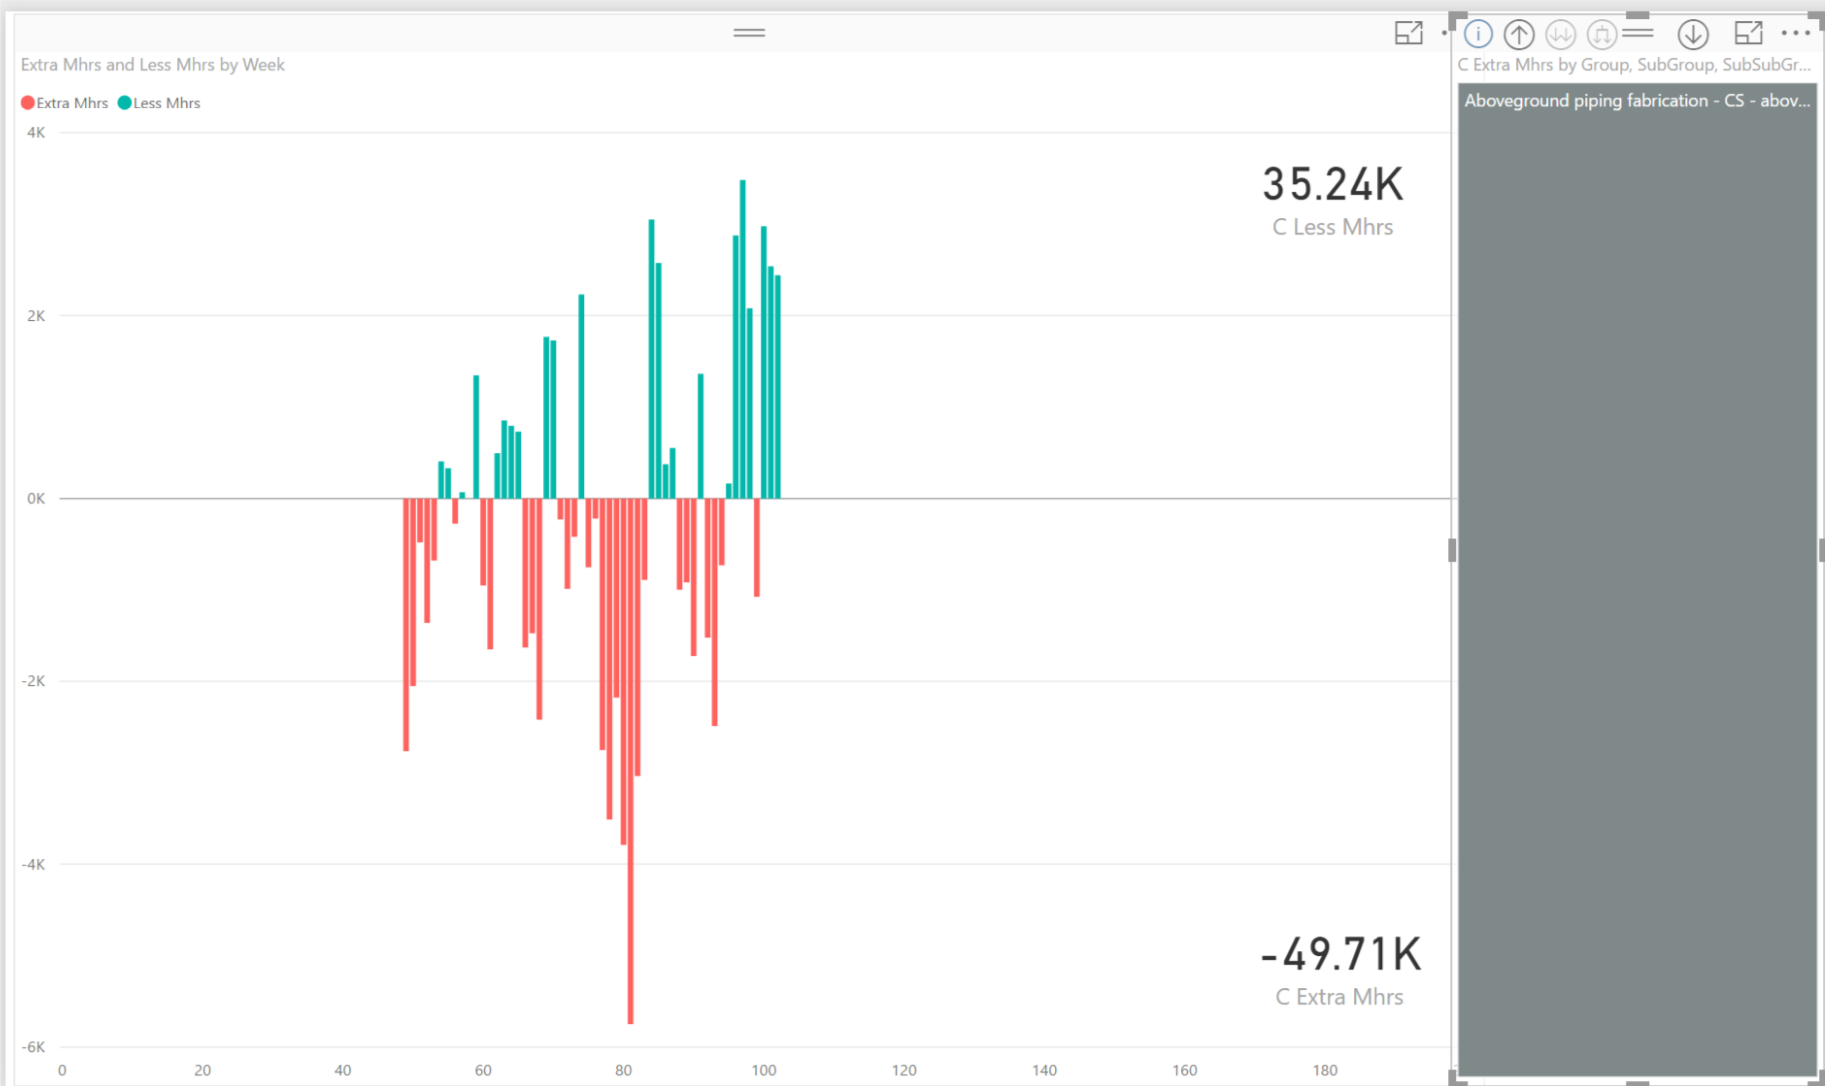 Extra Mhrs and Less Mhrs by Week
Extra Mhrs Less Mhrs
4K
2K
0K
-2K
-4K
-6K
0 20 40 60 80 100 120 140 160 180
35.24K
C Less Mhrs
-49.71K
C Extra Mhrs
C Extra Mhrs by Group, SubGroup, SubSubGr...
Aboveground piping fabrication - CS - abov...